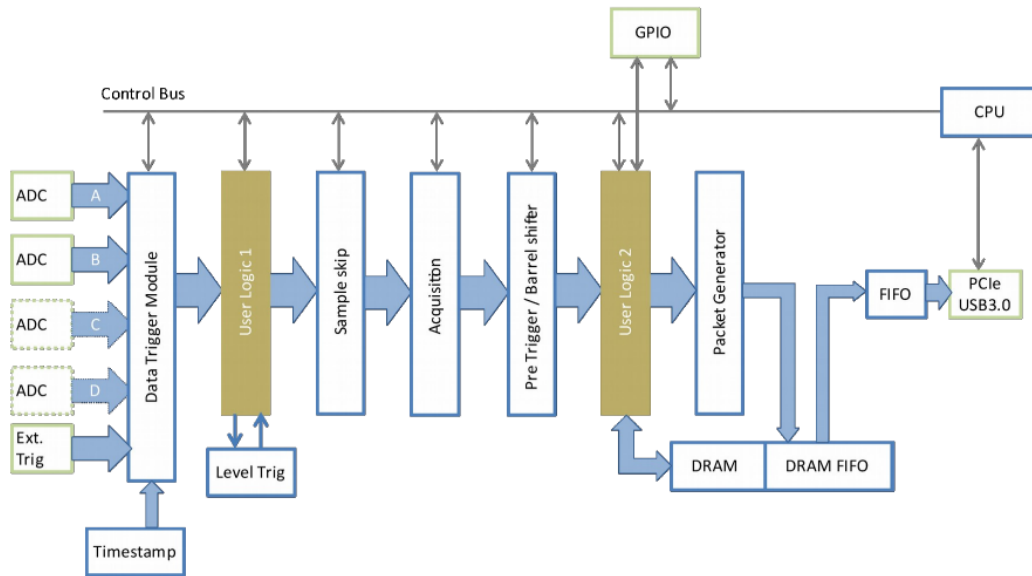 GPIO
Control Bus
CPU
ADC
A
ADC
B
ADC
C
ADC
D
Ext.
Trig
Data Trigger Module
User Logic 1
Sample skip
Acquisition
Pre Trigger / Barrel shifter
User Logic 2
Packet Generator
FIFO
PCIe
USB3.0
Level Trig
DRAM
DRAM FIFO
Timestamp